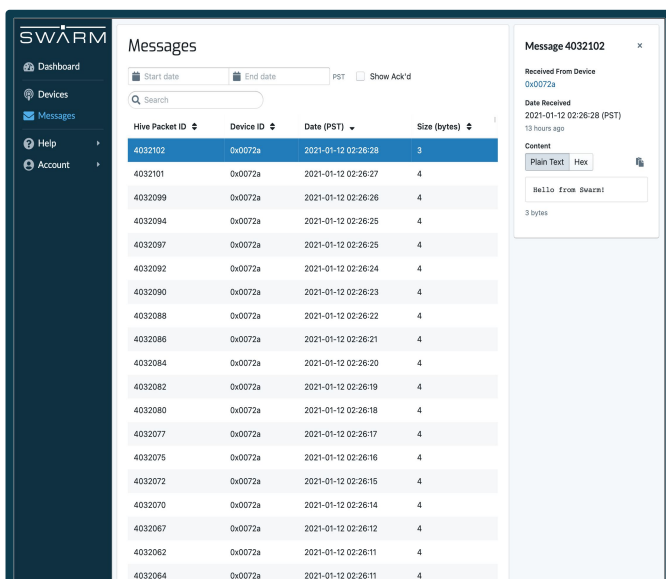 SWARM
Dashboard
Devices
Messages
Help
Account
Messages
Start date End date PST Show Ack'd
Search
Hive Packet ID Device ID Date (PST) Size (bytes)
4032102 0x0072a 2021-01-12 02:26:28 3
4032101 0x0072a 2021-01-12 02:26:27 4
4032099 0x0072a 2021-01-12 02:26:26 4
4032094 0x0072a 2021-01-12 02:26:25 4
4032097 0x0072a 2021-01-12 02:26:25 4
4032092 0x0072a 2021-01-12 02:26:24 4
4032090 0x0072a 2021-01-12 02:26:23 4
4032088 0x0072a 2021-01-12 02:26:22 4
4032086 0x0072a 2021-01-12 02:26:21 4
4032084 0x0072a 2021-01-12 02:26:20 4
4032082 0x0072a 2021-01-12 02:26:19 4
4032080 0x0072a 2021-01-12 02:26:18 4
4032077 0x0072a 2021-01-12 02:26:17 4
4032075 0x0072a 2021-01-12 02:26:16 4
4032072 0x0072a 2021-01-12 02:26:15 4
4032070 0x0072a 2021-01-12 02:26:14 4
4032067 0x0072a 2021-01-12 02:26:12 4
4032062 0x0072a 2021-01-12 02:26:11 4
4032064 0x0072a 2021-01-12 02:26:11 4
Message 4032102 ×
Received From Device
0x0072a
Date Received
2021-01-12 02:26:28 (PST)
13 hours ago
Content
Plain Text Hex
Hello from Swarm!
3 bytes